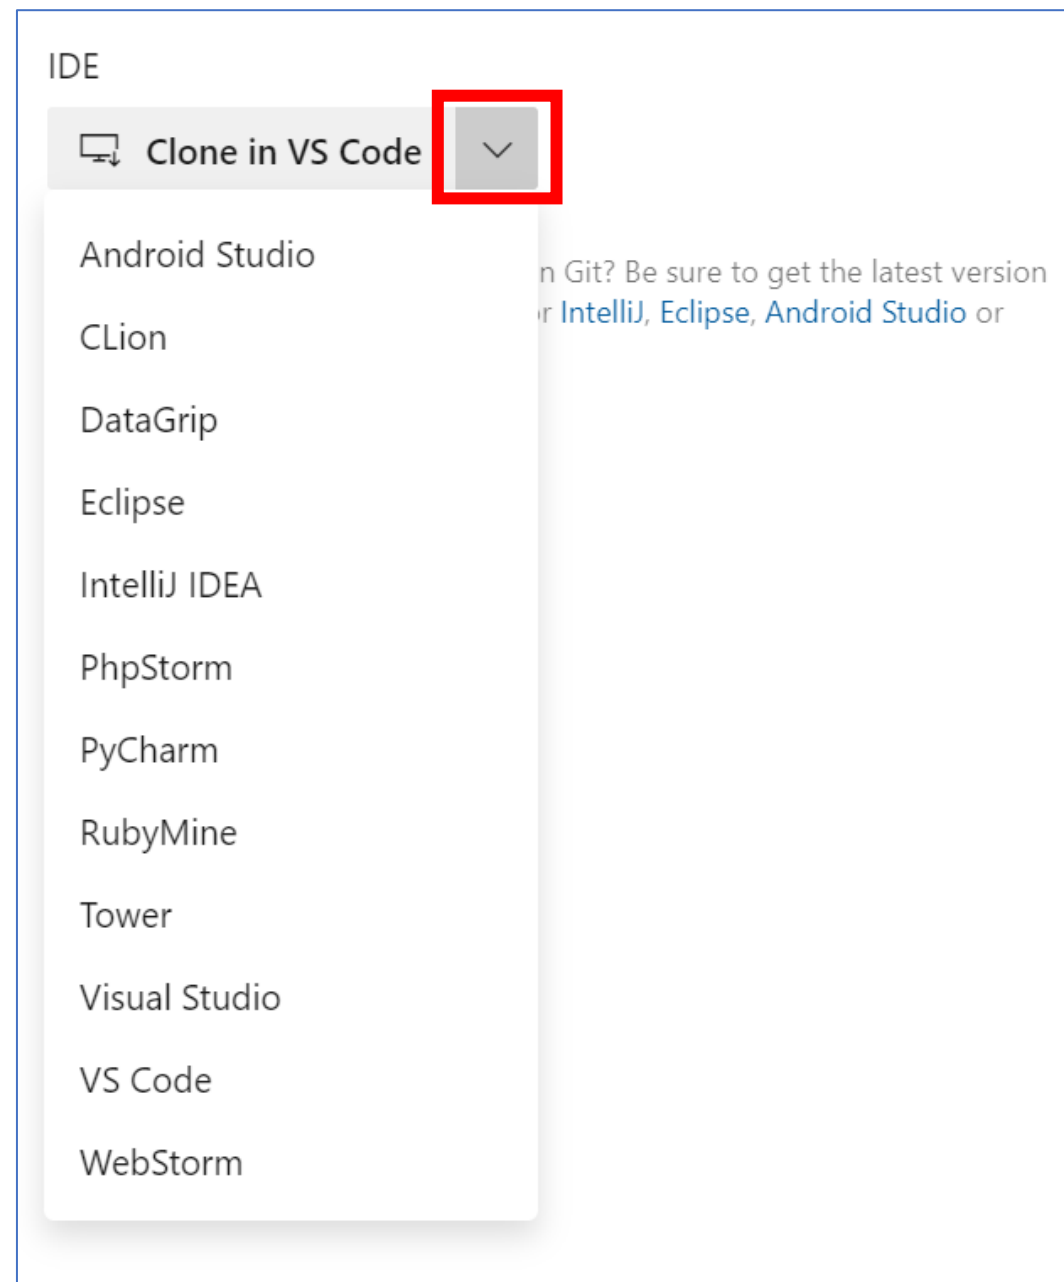 IDE
Clone in VS Code
Android Studio
n Git? Be sure to get the latest version
IntelliJ, Eclipse, Android Studio or
CLion
DataGrip
Eclipse
IntelliJ IDEA
PhpStorm
PyCharm
RubyMine
Tower
Visual Studio
VS Code
WebStorm